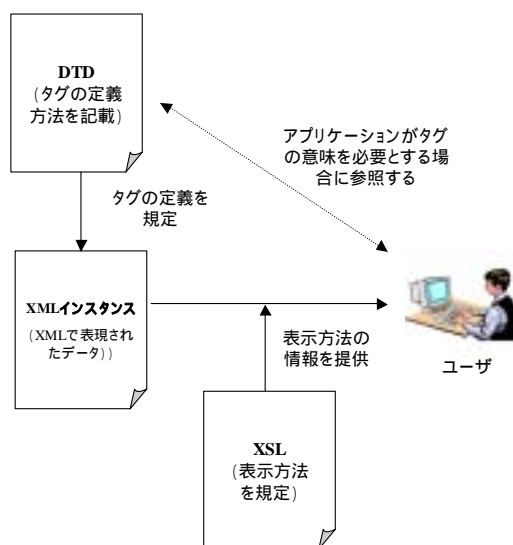 DTD
(タグの定義
方法を記載)
アプリケーションがタグ
の意味を必要とする場
合に参照する
タグの定義を
規定
XMLインスタンス
(XMLで表現され
たデータ))
表示方法の
情報を提供
ユーザ
XSL
(表示方法
を規定)